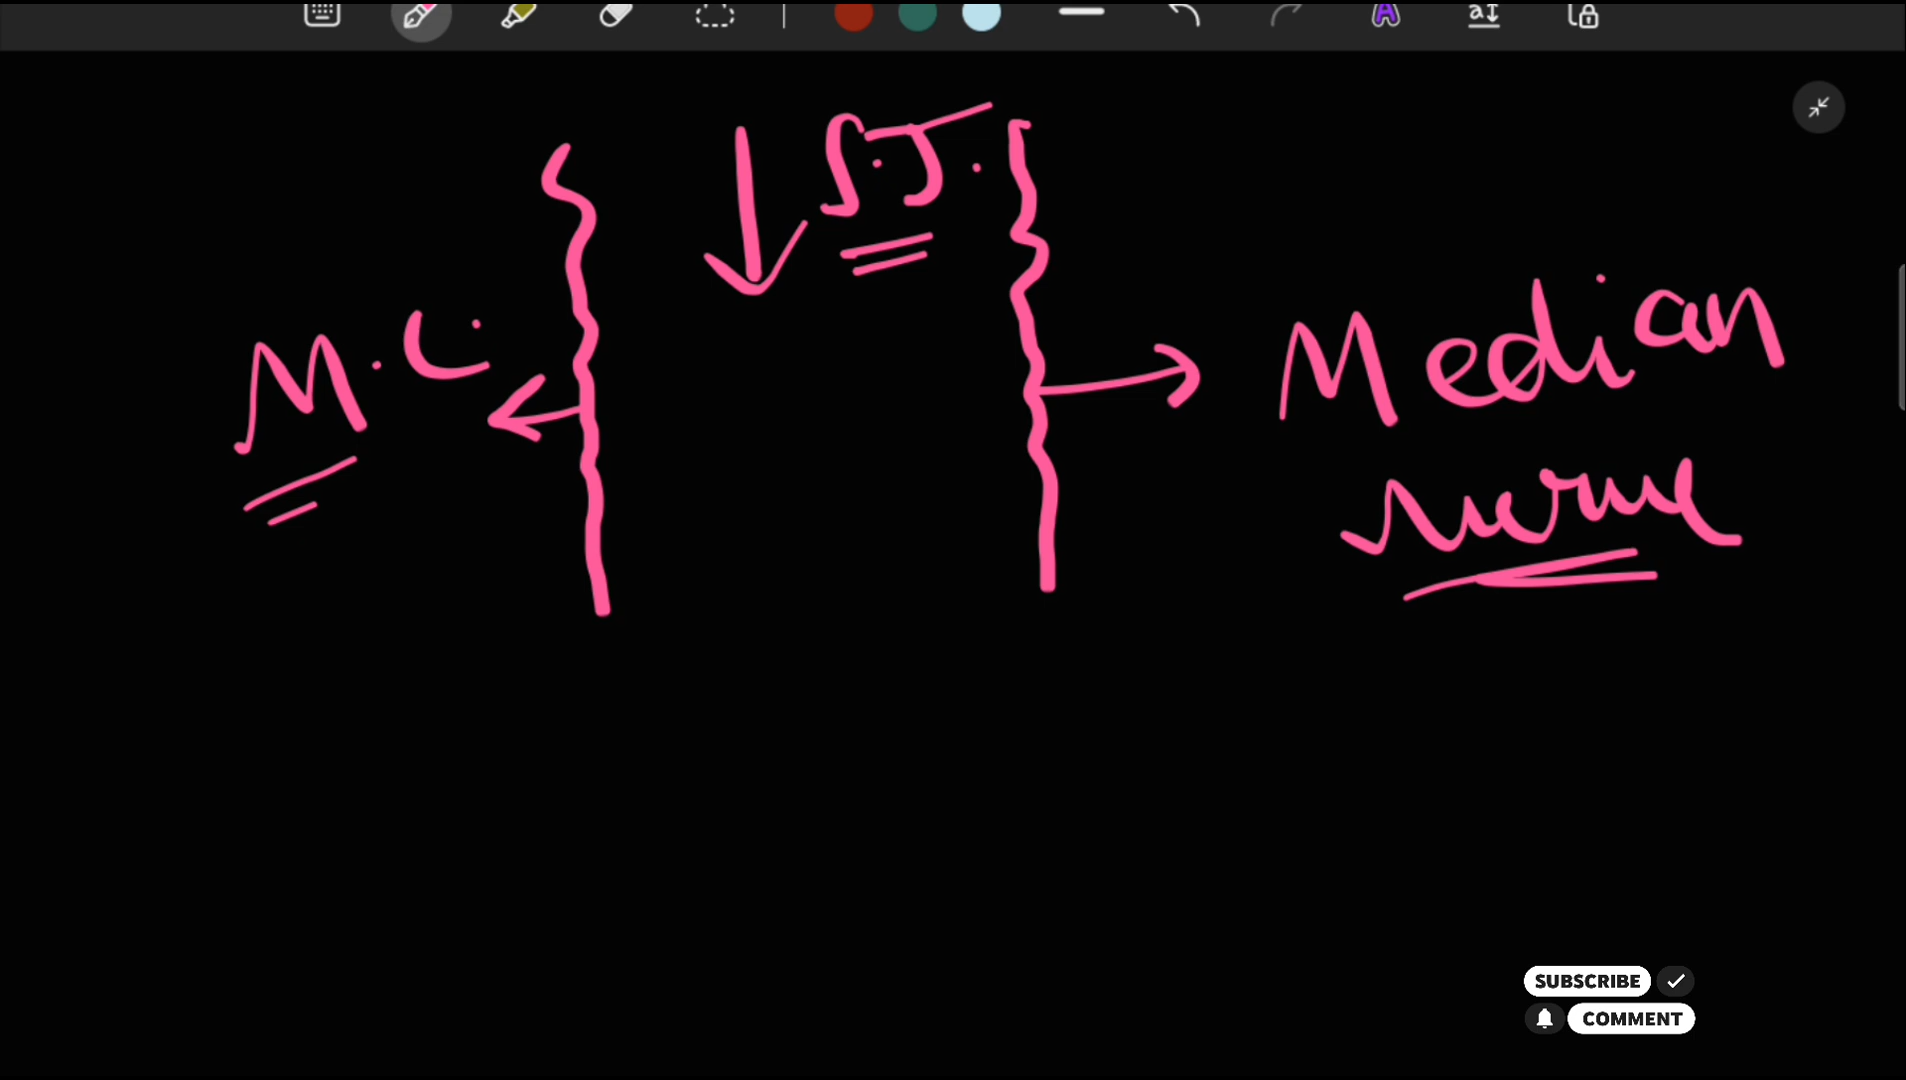 S.T.
M.C.
Median
nerve
SUBSCRIBE
COMMENT